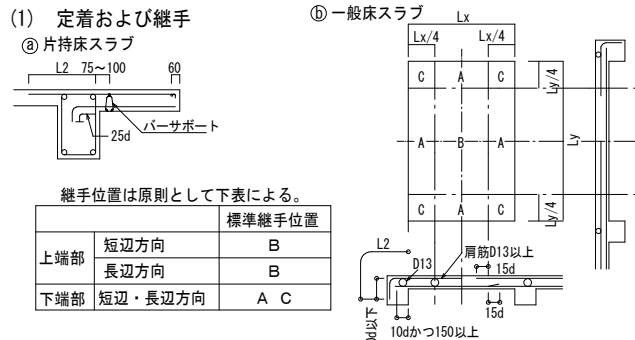 (1) 定着および継手
ⓐ 片持床スラブ
L2
75〜100
60
バーサポート
25d
継手位置は原則として下表による。
標準継手位置
上端部
短辺方向
B
長辺方向
B
下端部
短辺・長辺方向
A C
ⓑ 一般床スラブ
Lx
Lx/4
Lx/4
C A C
Ly/4
A B A
Ly
C A C
Ly/4
L2
D13
肩筋D13以上
15d
15d
10dかつ150以上